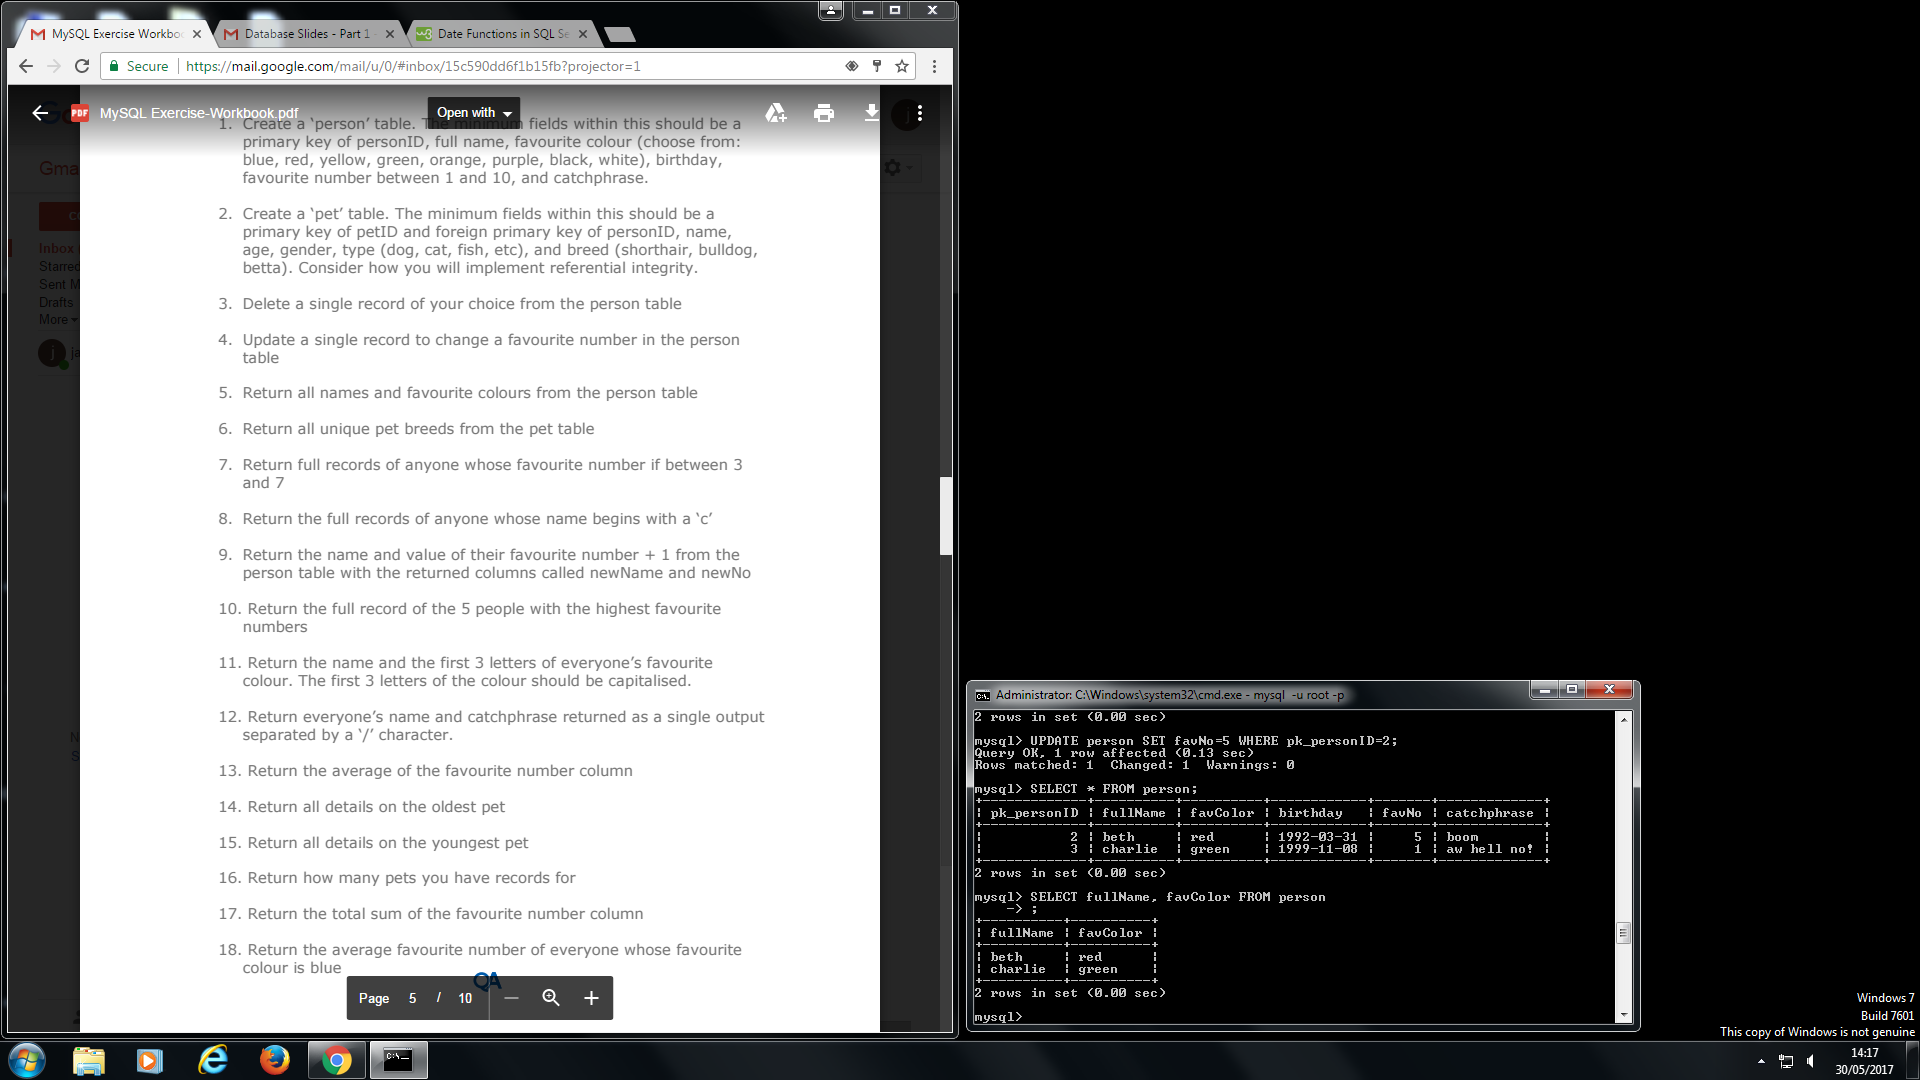 MySQL Exercise Workbo
Database Slides - Part 1
Date Functions in SQL Se
Secure
https://mail.google.com/mail/u/0/#inbox/15c590dd6f1b15fb?projector=1
MySQL Exercise-Workbook.pdf
Open with
1. Create a ‘person’ table. The minimum fields within this should be a
primary key of personID, full name, favourite colour (choose from:
blue, red, yellow, green, orange, purple, black, white), birthday,
favourite number between 1 and 10, and catchphrase.
2. Create a ‘pet’ table. The minimum fields within this should be a
primary key of petID and foreign primary key of personID, name,
age, gender, type (dog, cat, fish, etc), and breed (shorthair, bulldog,
betta). Consider how you will implement referential integrity.
3. Delete a single record of your choice from the person table
4. Update a single record to change a favourite number in the person
table
5. Return all names and favourite colours from the person table
6. Return all unique pet breeds from the pet table
7. Return full records of anyone whose favourite number if between 3
and 7
8. Return the full records of anyone whose name begins with a ‘c’
9. Return the name and value of their favourite number + 1 from the
person table with the returned columns called newName and newNo
10. Return the full record of the 5 people with the highest favourite
numbers
11. Return the name and the first 3 letters of everyone’s favourite
colour. The first 3 letters of the colour should be capitalised.
12. Return everyone’s name and catchphrase returned as a single output
separated by a ‘/’ character.
13. Return the average of the favourite number column
14. Return all details on the oldest pet
15. Return all details on the youngest pet
16. Return how many pets you have records for
17. Return the total sum of the favourite number column
18. Return the average favourite number of everyone whose favourite
colour is blue
QA
Page 5 / 10
Gma
Inbox
Starred
Sent M
Drafts
More
j
ja
Administrator: C:\Windows\system32\cmd.exe - mysql -u root -p
2 rows in set (0.00 sec)
mysql> UPDATE person SET favNo=5 WHERE pk_personID=2;
Query OK, 1 row affected (0.13 sec)
Rows matched: 1  Changed: 1  Warnings: 0
mysql> SELECT * FROM person;
| pk_personID | fullName | favColor | birthday | favNo | catchphrase |
| 2 | beth | red | 1992-03-31 | 5 | boom |
| 3 | charlie | green | 1999-11-08 | 1 | aw hell no! |
2 rows in set (0.00 sec)
mysql> SELECT fullName, favColor FROM person
-> ;
| fullName | favColor |
| beth | red |
| charlie | green |
2 rows in set (0.00 sec)
mysql>
Windows 7
Build 7601
This copy of Windows is not genuine
14:17
30/05/2017